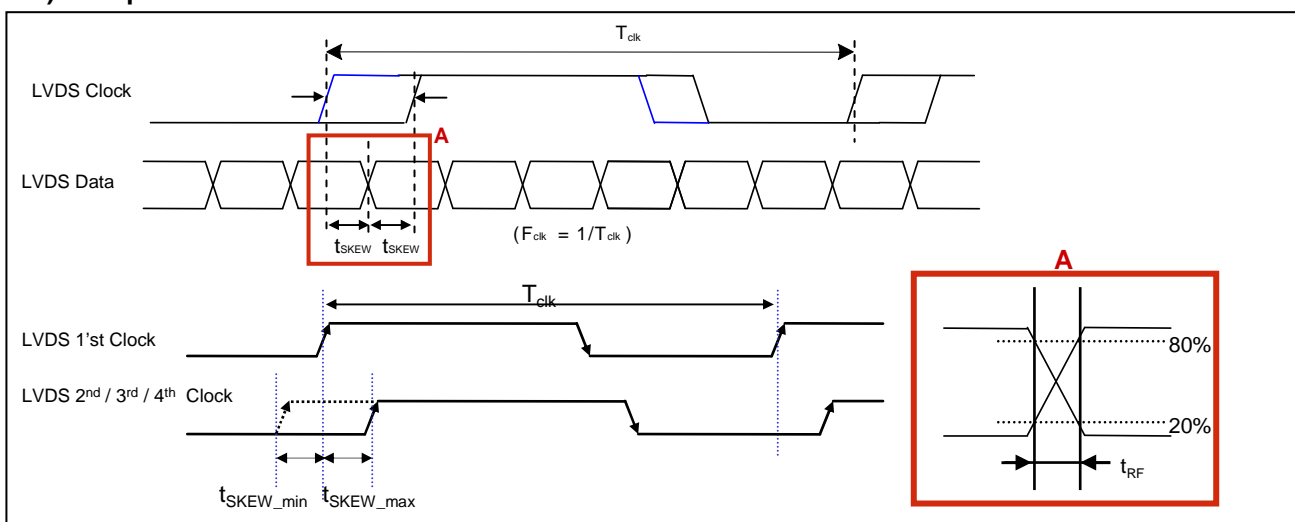 Tclk
LVDS Clock
A
LVDS Data
tSKEW tSKEW
(Fclk = 1/Tclk)
A
Tclk
LVDS 1'st Clock
80%
LVDS 2nd / 3rd / 4th Clock
20%
tRF
tSKEW_min tSKEW_max